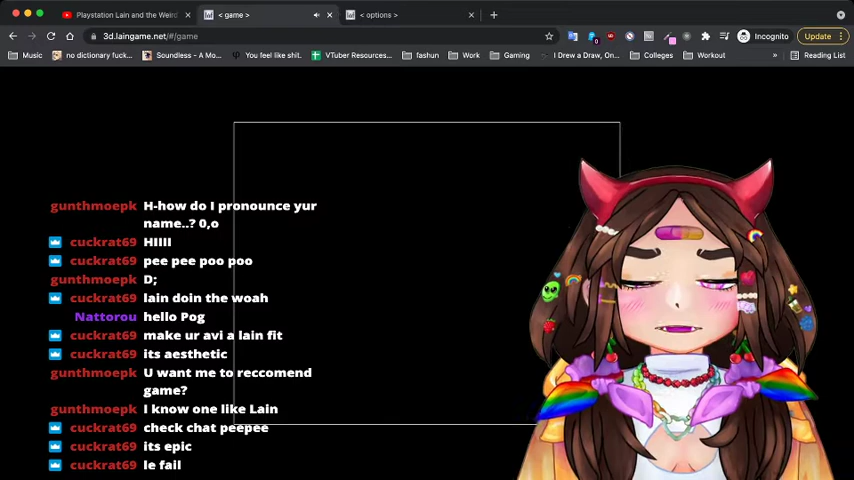 Playstation Lain and the Weird
< game >
< options >
3d.laingame.net/#/game
Incognito
Update
Music
no dictionary fuck...
Soundless - A Mo...
You feel like shit.
VTuber Resources...
fashun
Work
Gaming
I Drew a Draw, On...
Colleges
Workout
»
Reading List
gunthmoepk H-how do I pronounce yur
name..? 0,o
cuckrat69 HIIII
cuckrat69 pee pee poo poo
gunthmoepk D;
cuckrat69 lain doin the woah
Nattorou hello Pog
cuckrat69 make ur avi a lain fit
cuckrat69 its aesthetic
gunthmoepk U want me to reccomend
game?
gunthmoepk I know one like Lain
cuckrat69 check chat peepee
cuckrat69 its epic
cuckrat69 le fail